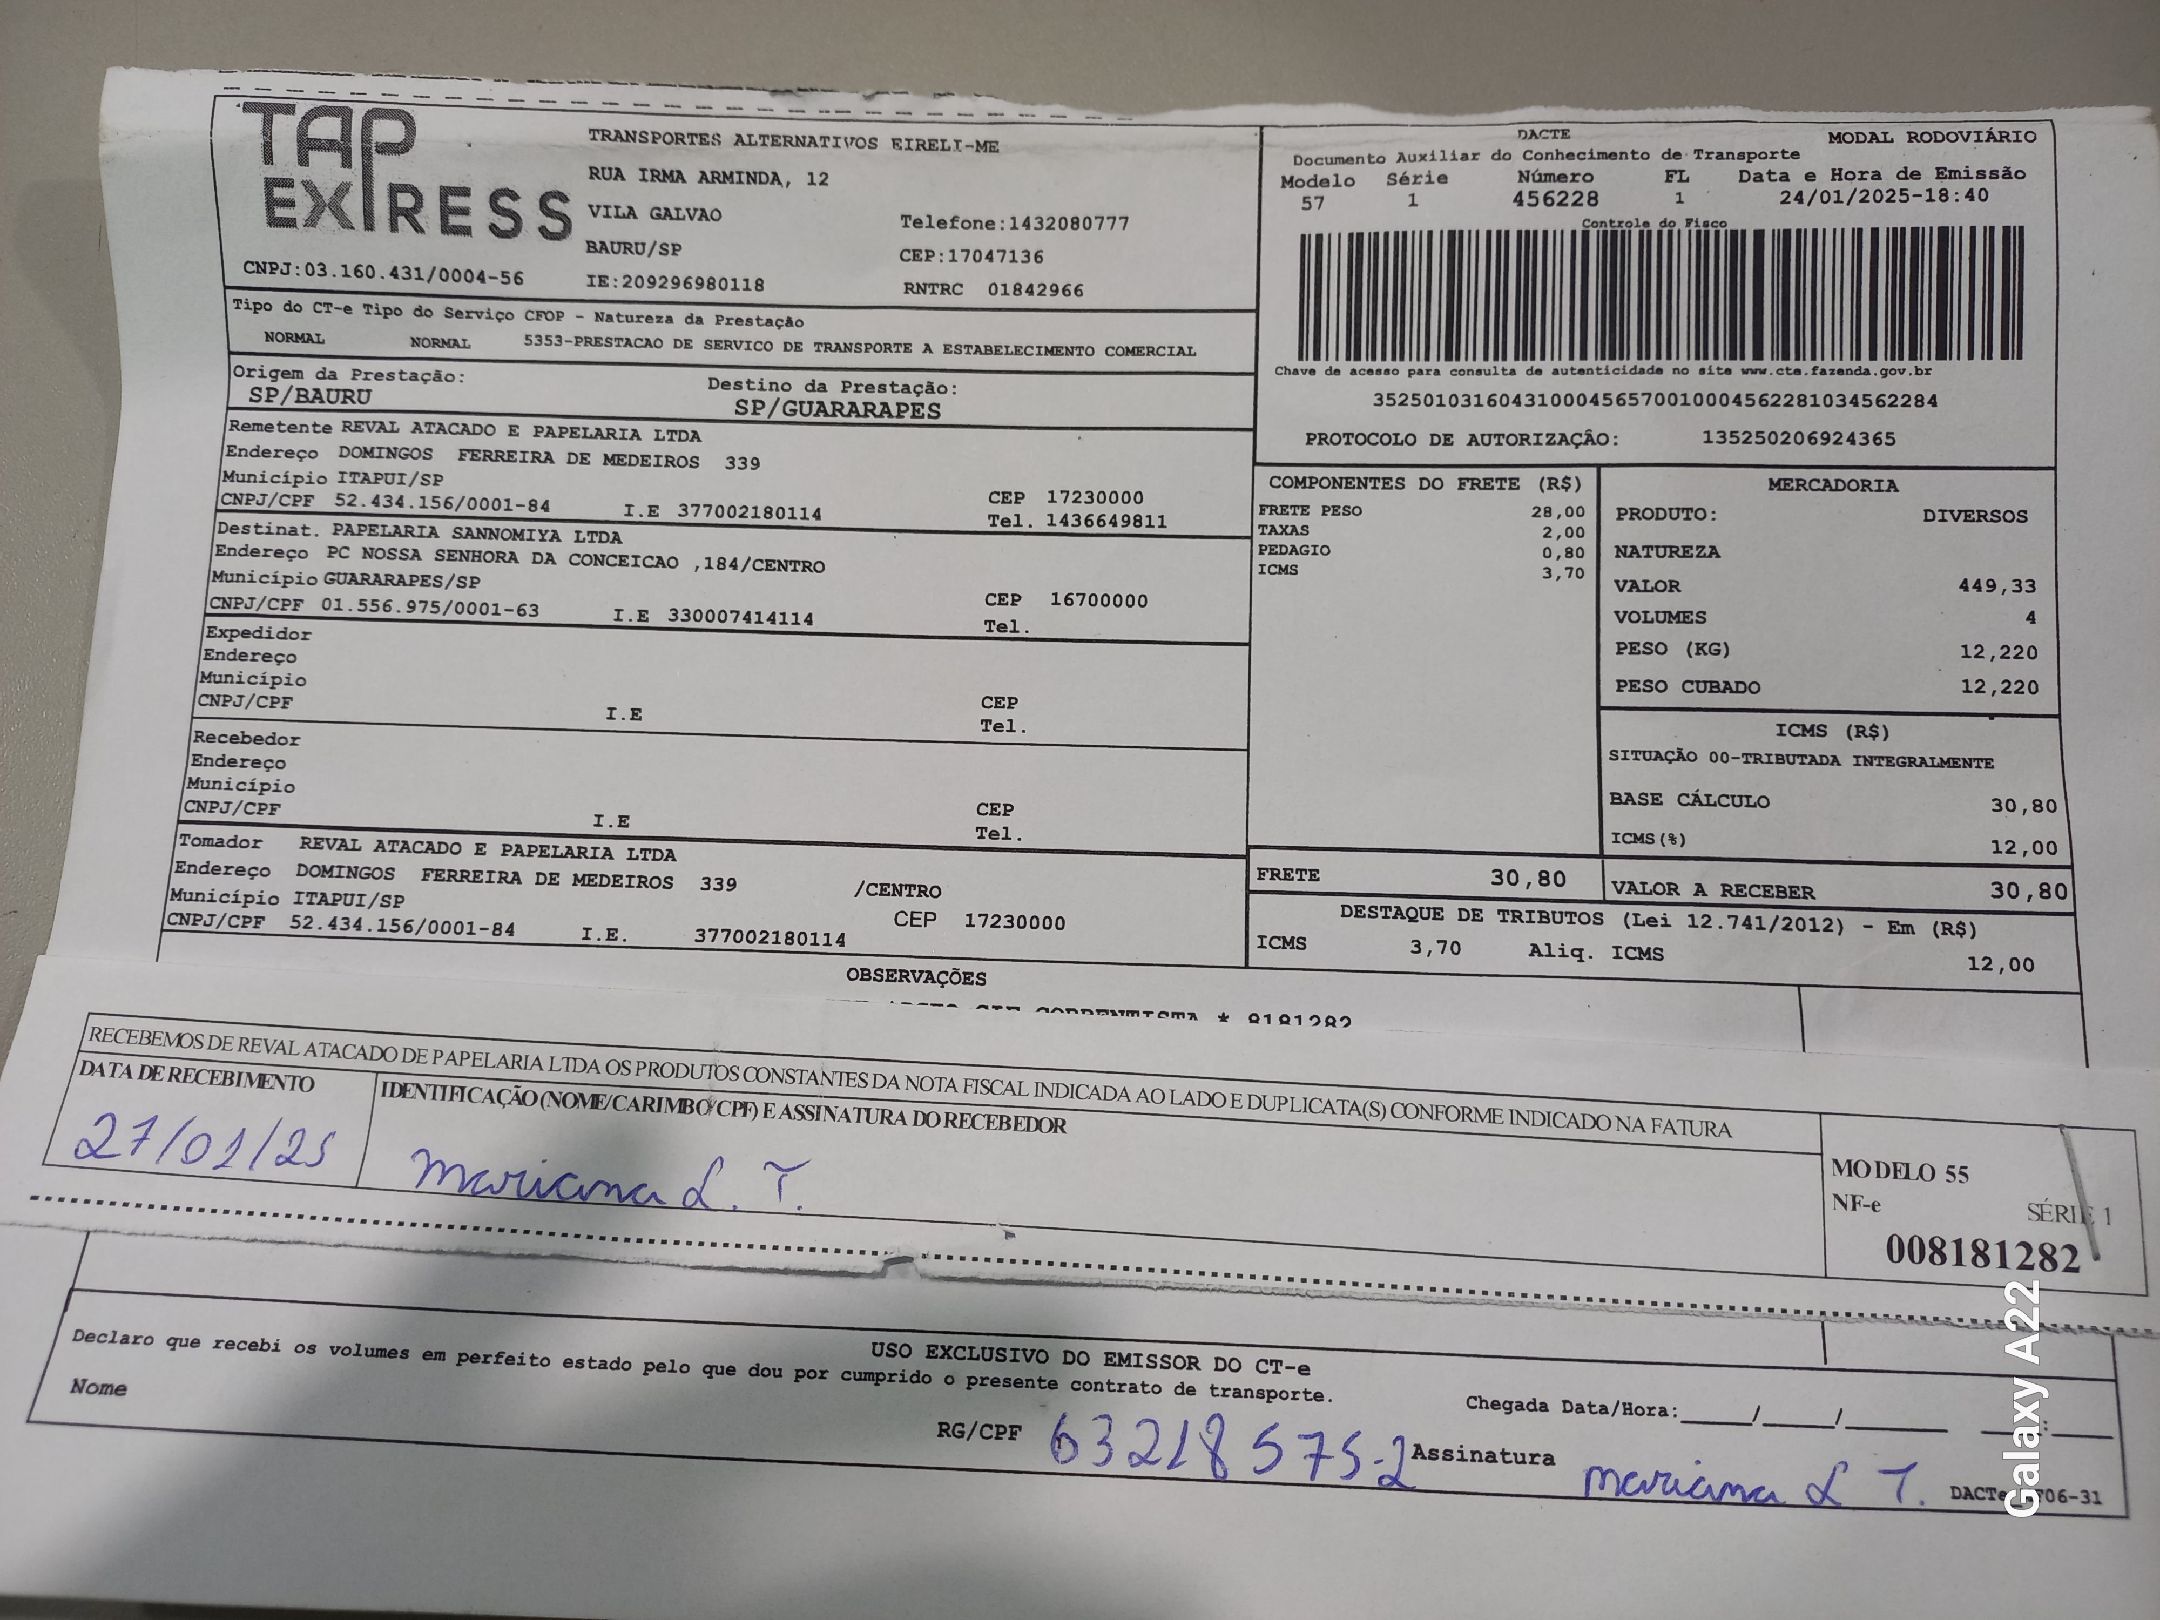 TAP
EXPRESS
TRANSPORTES ALTERNATIVOS EIRELI-ME
RUA IRMA ARMINDA, 12
VILA GALVAO
Telefone:1432080777
BAURU/SP
CEP:17047136
CNPJ:03.160.431/0004-56
IE:209296980118
RNTRC 01842966
DACTE
MODAL RODOVIÁRIO
Documento Auxiliar do Conhecimento de Transporte
Modelo Série Número FL Data e Hora de Emissão
57 1 456228 1 24/01/2025-18:40
Controle do Fisco
Chave de acesso para consulta de autenticidade no site www.cte.fazenda.gov.br
35250103160431000456570010004562281034562284
PROTOCOLO DE AUTORIZAÇÃO: 135250206924365
Tipo do CT-e Tipo do Serviço CFOP - Natureza da Prestação
NORMAL NORMAL 5353-PRESTACAO DE SERVICO DE TRANSPORTE A ESTABELECIMENTO COMERCIAL
Origem da Prestação: Destino da Prestação:
SP/BAURU SP/GUARARAPES
Remetente REVAL ATACADO E PAPELARIA LTDA
Endereço DOMINGOS FERREIRA DE MEDEIROS 339
Município ITAPUI/SP CEP 17230000
CNPJ/CPF 52.434.156/0001-84 I.E 377002180114 Tel. 1436649811
Destinat. PAPELARIA SANNOMIYA LTDA
Endereço PC NOSSA SENHORA DA CONCEICAO ,184/CENTRO
Município GUARARAPES/SP CEP 16700000
CNPJ/CPF 01.556.975/0001-63 I.E 330007414114 Tel.
Expedidor
Endereço
Município CEP
CNPJ/CPF I.E Tel.
Recebedor
Endereço
Município CEP
CNPJ/CPF I.E Tel.
Tomador REVAL ATACADO E PAPELARIA LTDA
Endereço DOMINGOS FERREIRA DE MEDEIROS 339 /CENTRO
Município ITAPUI/SP CEP 17230000
CNPJ/CPF 52.434.156/0001-84 I.E. 377002180114
COMPONENTES DO FRETE (R$)
FRETE PESO 28,00
TAXAS 2,00
PEDAGIO 0,80
ICMS 3,70
MERCADORIA
PRODUTO: DIVERSOS
NATUREZA
VALOR 449,33
VOLUMES 4
PESO (KG) 12,220
PESO CUBADO 12,220
ICMS (R$)
SITUAÇÃO 00-TRIBUTADA INTEGRALMENTE
BASE CÁLCULO 30,80
ICMS(%) 12,00
FRETE 30,80 VALOR A RECEBER 30,80
DESTAQUE DE TRIBUTOS (Lei 12.741/2012) - Em (R$)
ICMS 3,70 Aliq. ICMS 12,00
OBSERVAÇÕES
CORRENTISTA * 8181282
RECEBEMOS DE REVAL ATACADO DE PAPELARIA LTDA OS PRODUTOS CONSTANTES DA NOTA FISCAL INDICADA AO LADO E DUPLICATA(S) CONFORME INDICADO NA FATURA
DATA DE RECEBIMENTO IDENTIFICAÇÃO (NOME/CARIMBO/CPF) E ASSINATURA DO RECEBEDOR
27/01/25 Mariana L. T.
MODELO 55
NF-e SÉRIE 1
008181282
USO EXCLUSIVO DO EMISSOR DO CT-e
Declaro que recebi os volumes em perfeito estado pelo que dou por cumprido o presente contrato de transporte.
Nome Chegada Data/Hora:____/____/______ ___:___
RG/CPF 63218575-2 Assinatura Mariana L T.
Galaxy A22